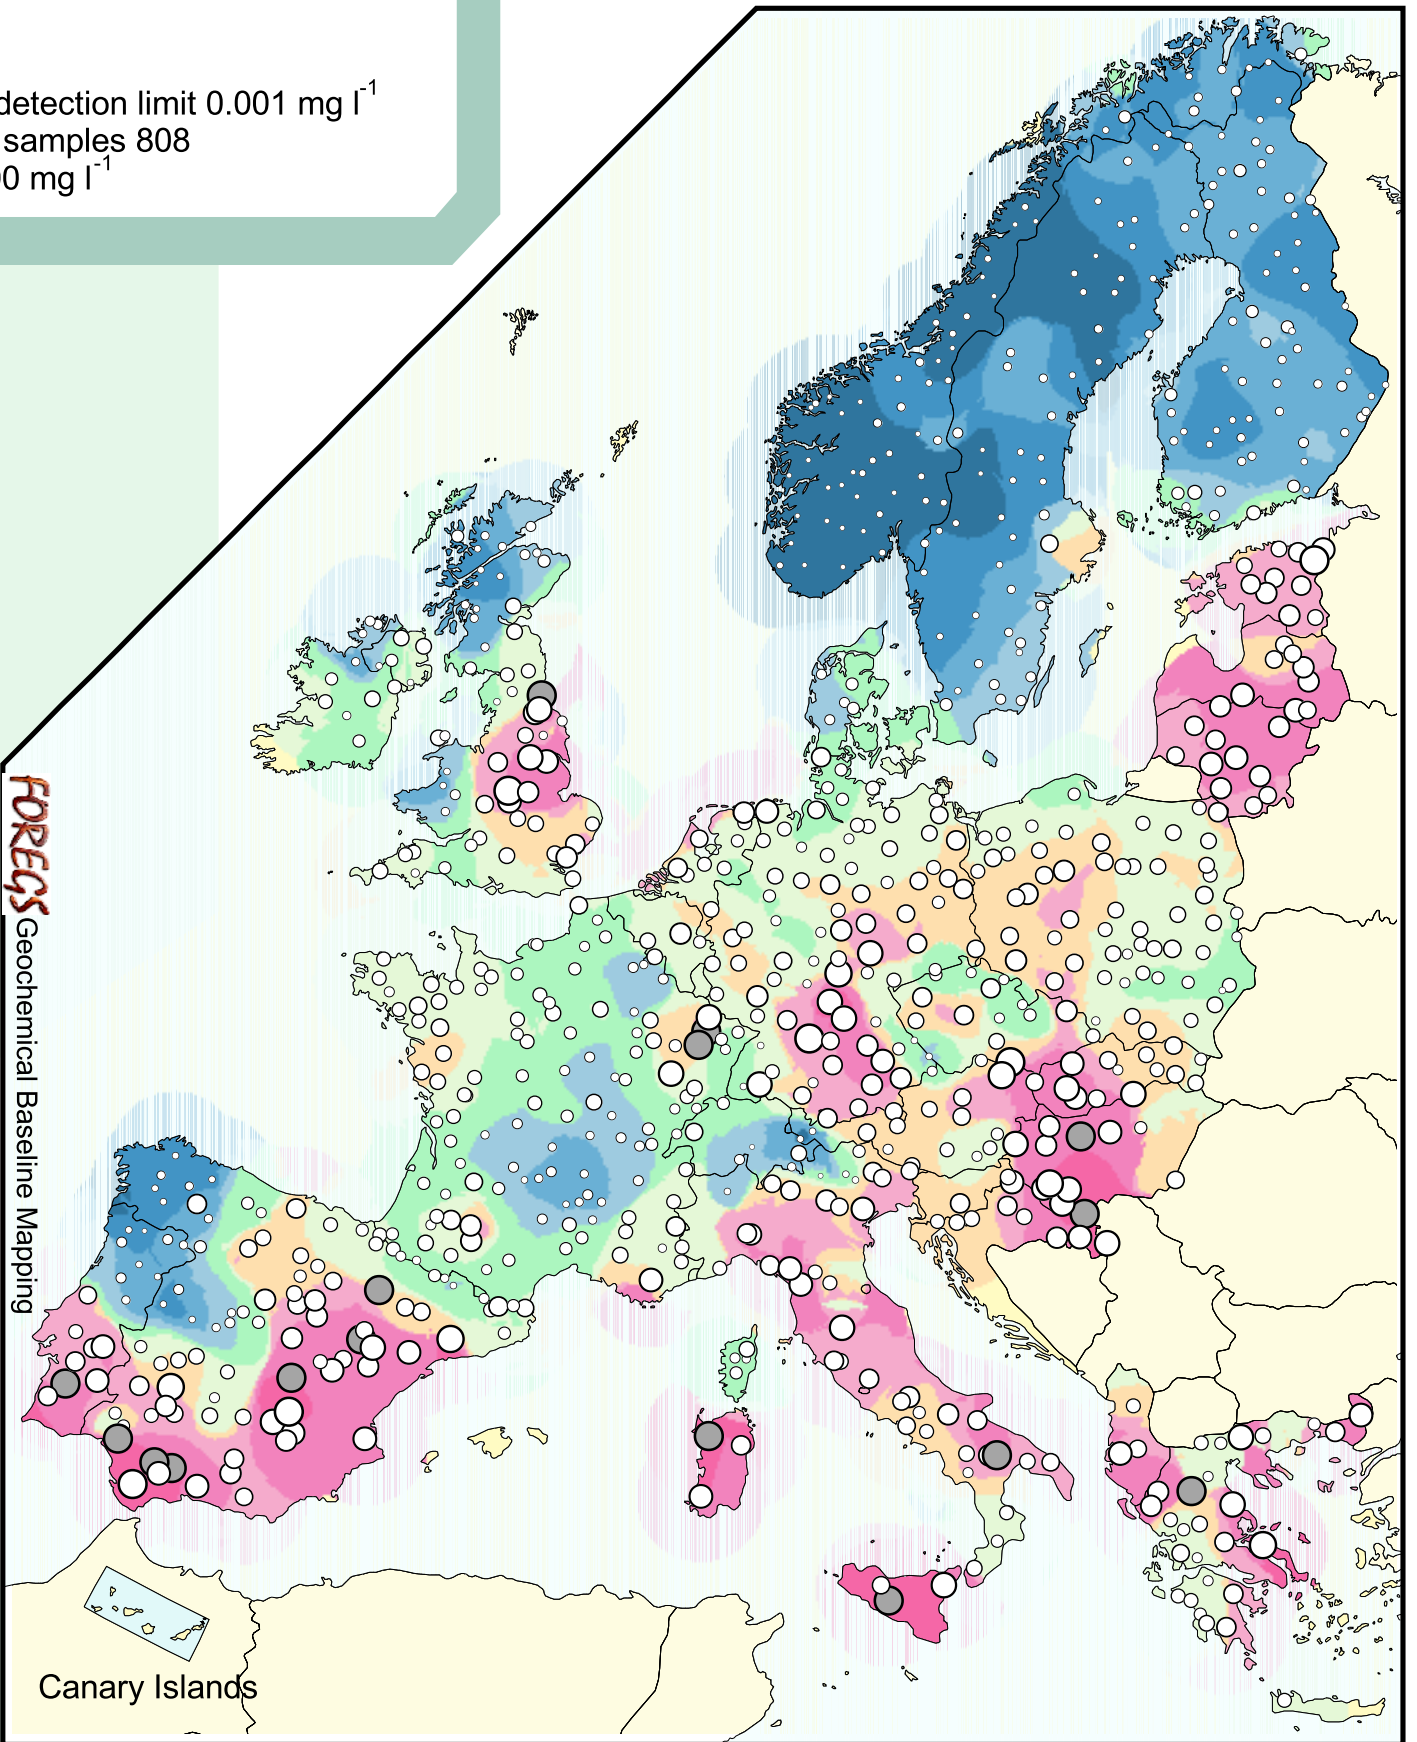 detection limit 0.001 mg l-1
samples 808
0 mg l-1
FOREGS Geochemical Baseline Mapping
Canary Islands